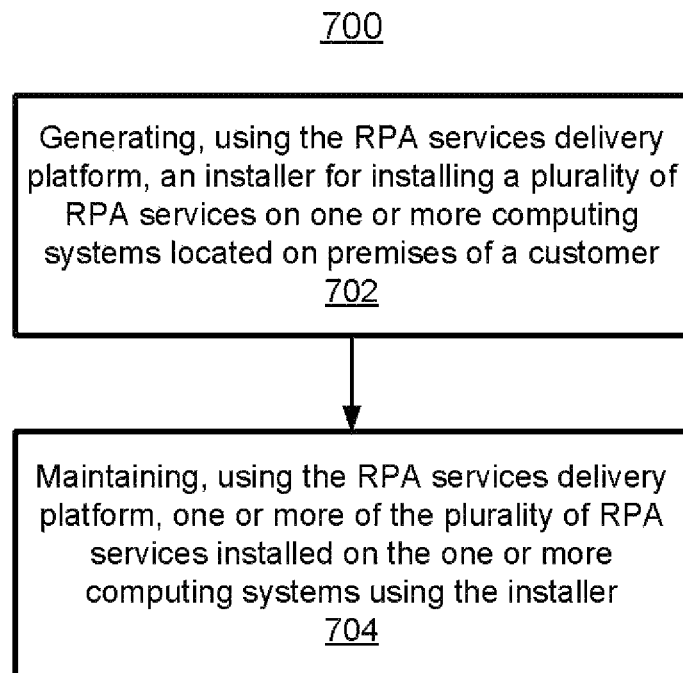 700
Generating, using the RPA services delivery
platform, an installer for installing a plurality of
RPA services on one or more computing
systems located on premises of a customer
702
Maintaining, using the RPA services delivery
platform, one or more of the plurality of RPA
services installed on the one or more
computing systems using the installer
704